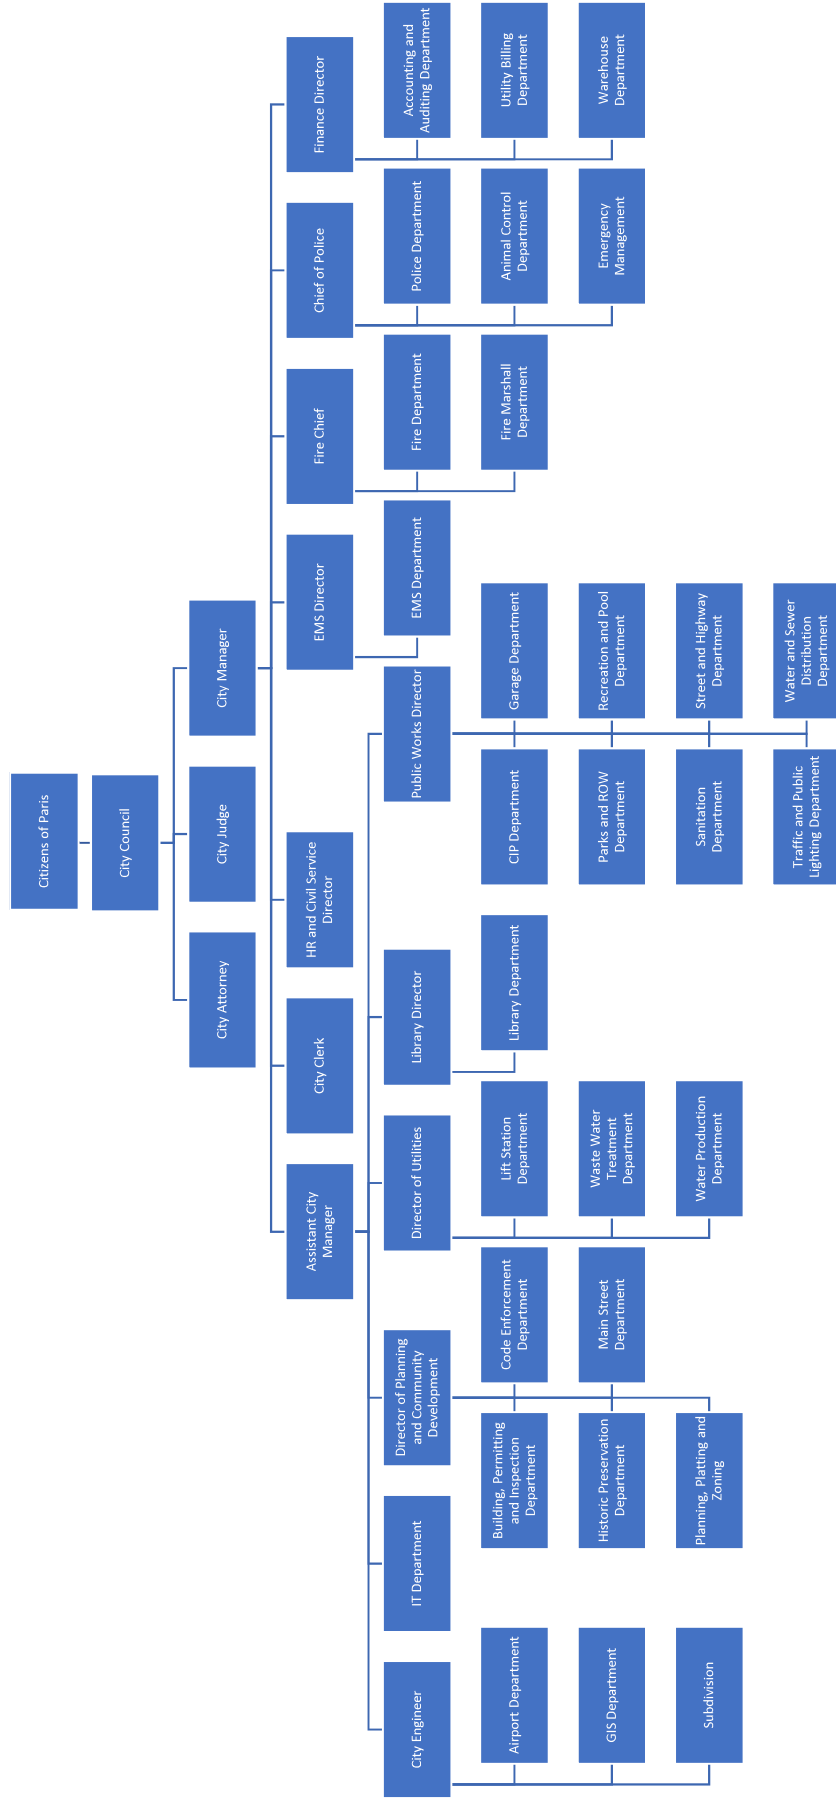 Citizens of Paris
City Council
City Attorney
City Judge
City Manager
Assistant City
Manager
City Clerk
HR and Civil Service
Director
EMS Director
Fire Chief
Chief of Police
Finance Director
City Engineer
IT Department
Director of Planning
and Community
Development
Director of Utilities
Library Director
Public Works Director
EMS Department
Fire Department
Police Department
Accounting and
Auditing Department
Airport Department
Building, Permitting
and Inspection
Department
Code Enforcement
Department
Lift Station
Department
Library Department
CIP Department
Garage Department
Fire Marshall
Department
Animal Control
Department
Utility Billing
Department
GIS Department
Historic Preservation
Department
Main Street
Department
Waste Water
Treatment
Department
Parks and ROW
Department
Recreation and Pool
Department
Emergency
Management
Warehouse
Department
Subdivision
Planning, Platting and
Zoning
Water Production
Department
Sanitation
Department
Street and Highway
Department
Traffic and Public
Lighting Department
Water and Sewer
Distribution
Department